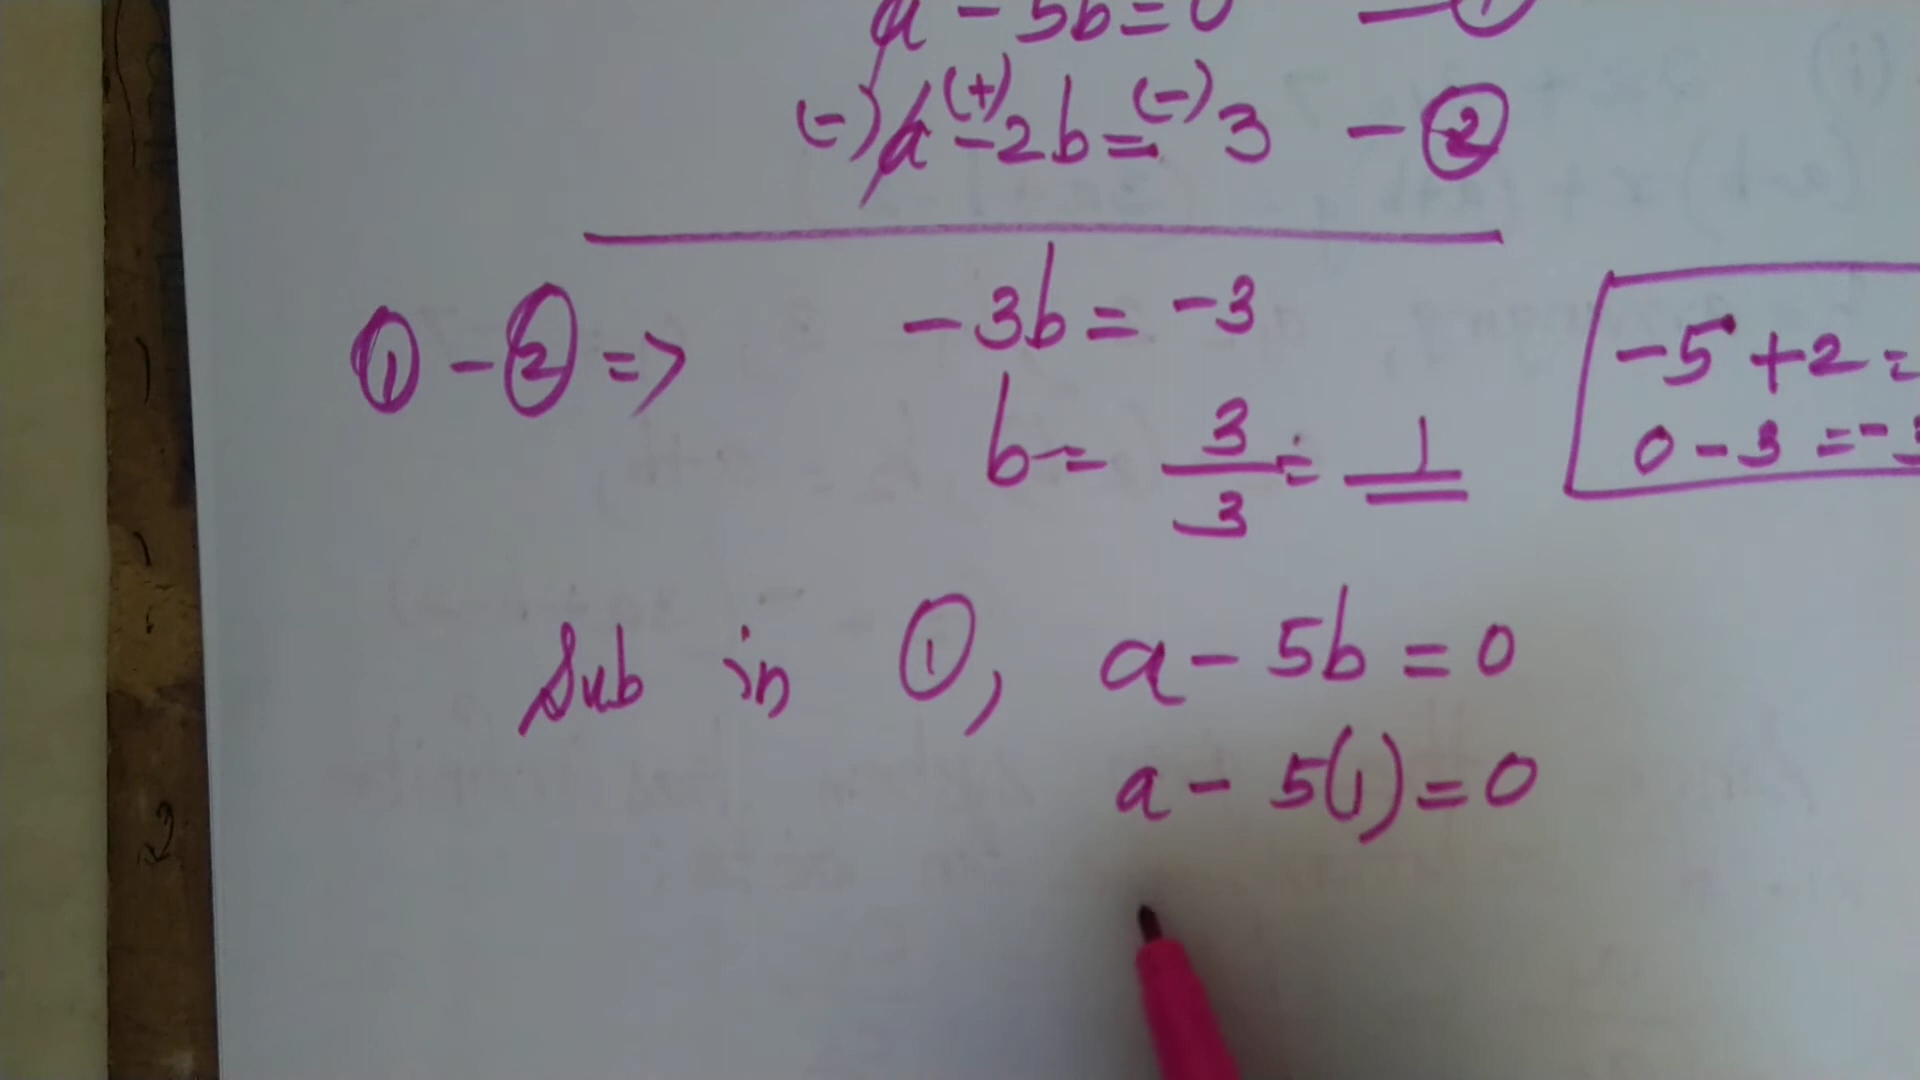 a - 5b = 0 - ①
(-) a (+) - 2b = (-) 3 - ②
① - ② => -3b = -3
b = 3/3 = 1
-5 + 2 =
0 - 3 = -3
Sub in ①, a - 5b = 0
a - 5(1) = 0